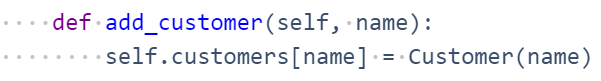 def add_customer(self, name):
        self.customers[name] = Customer(name)